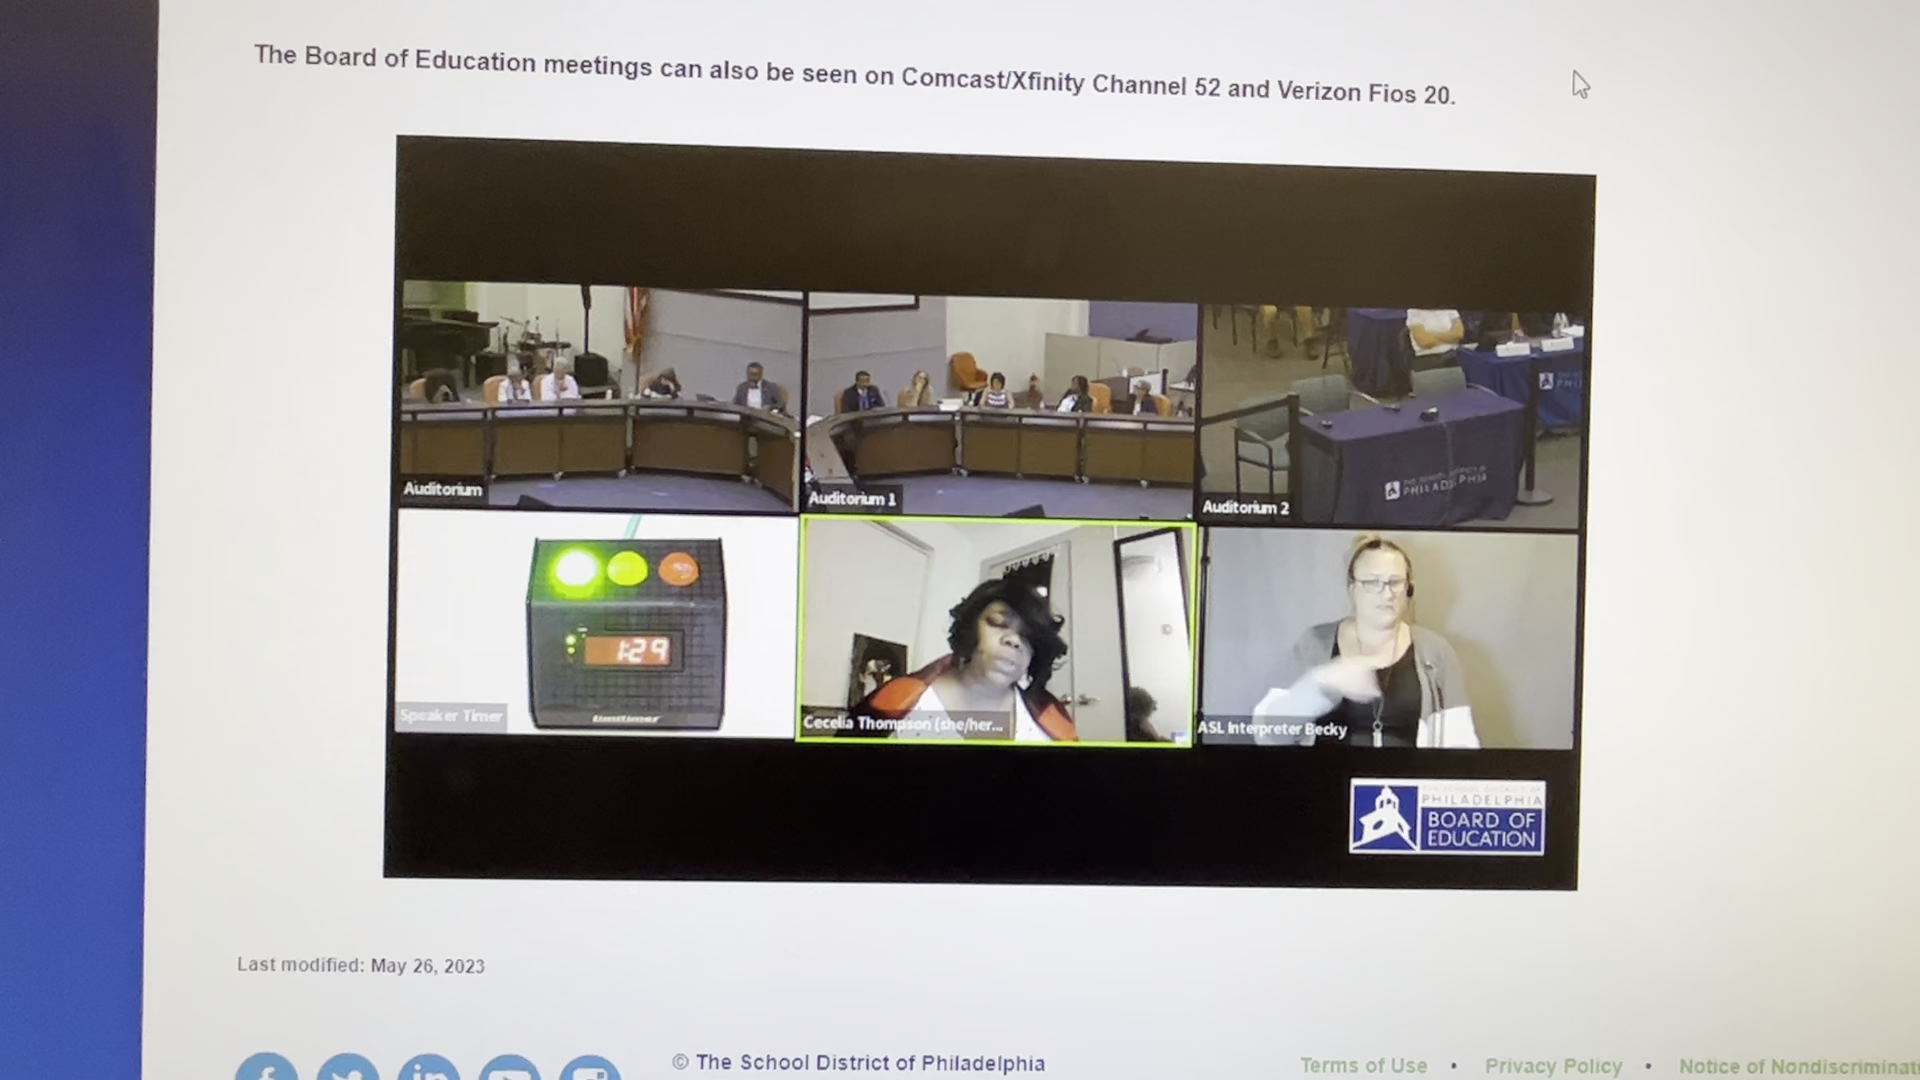 The Board of Education meetings can also be seen on Comcast/Xfinity Channel 52 and Verizon Fios 20.
Auditorium
Auditorium 1
Auditorium 2
PHILADELPHIA
1:29
Speaker Timer
Cecelia Thompson (she/her...
ASL Interpreter Becky
PHILADELPHIA
BOARD OF
EDUCATION
Last modified: May 26, 2023
© The School District of Philadelphia
Terms of Use • Privacy Policy • Notice of Nondiscriminati